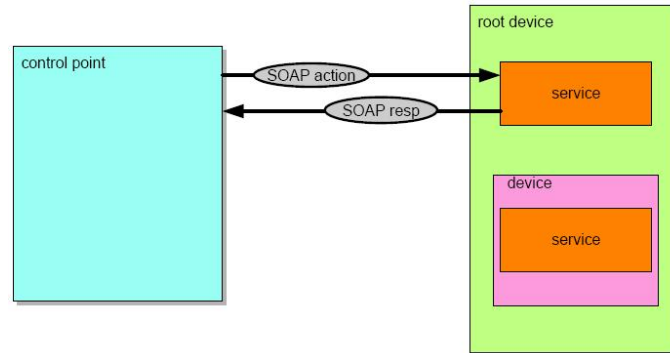 control point
SOAP action
SOAP resp
root device
service
device
service